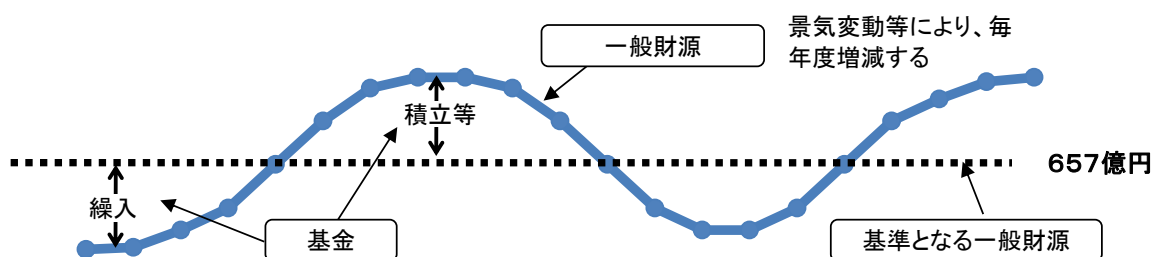 一般財源
景気変動等により、毎
年度増減する
積立等
657億円
繰入
基金
基準となる一般財源